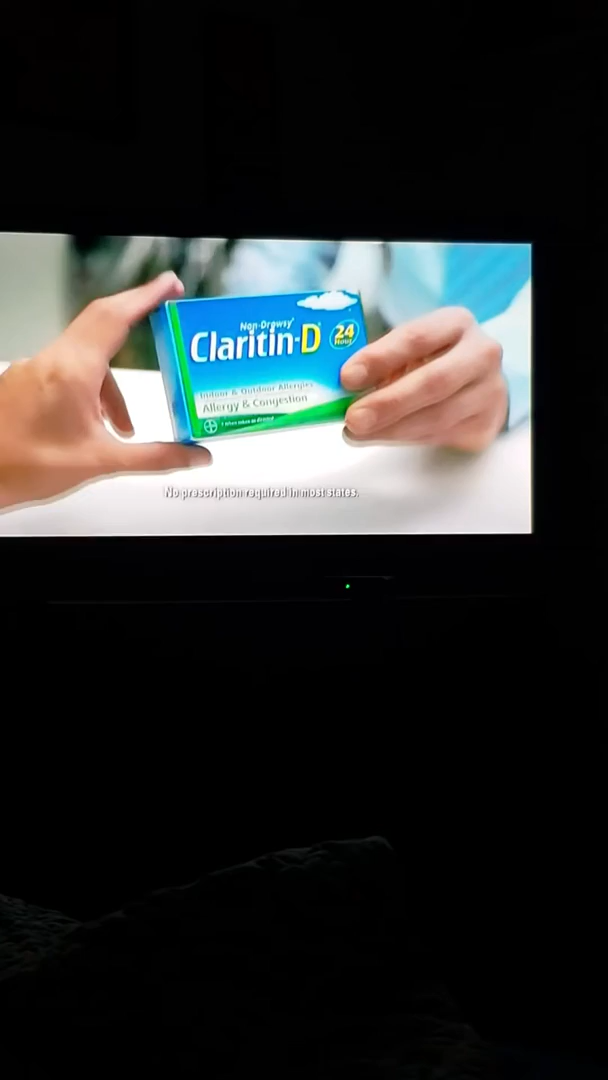 Non-Drowsy*
Claritin-D
24
Hour
Indoor & Outdoor Allergies
Allergy & Congestion
No prescription required in most states.